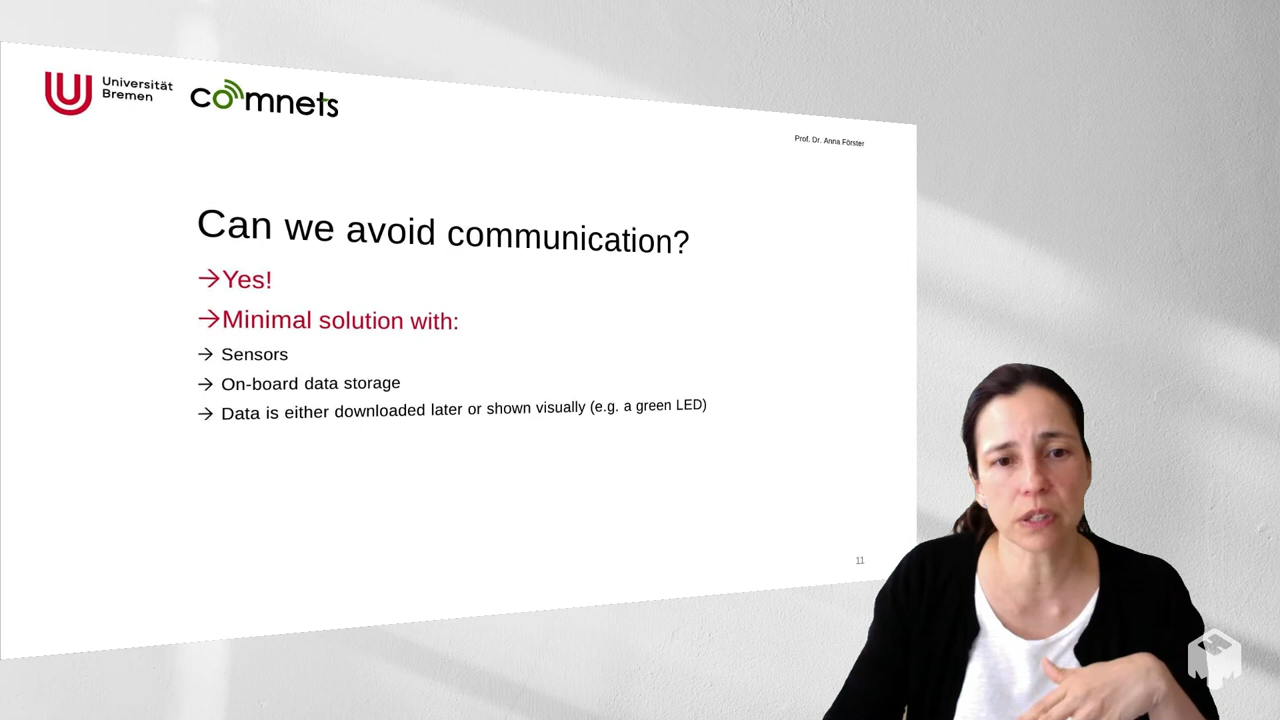 Universität
Bremen
comnets
Prof. Dr. Anna Förster
Can we avoid communication?
→Yes!
→Minimal solution with:
→ Sensors
→ On-board data storage
→ Data is either downloaded later or shown visually (e.g. a green LED)
11